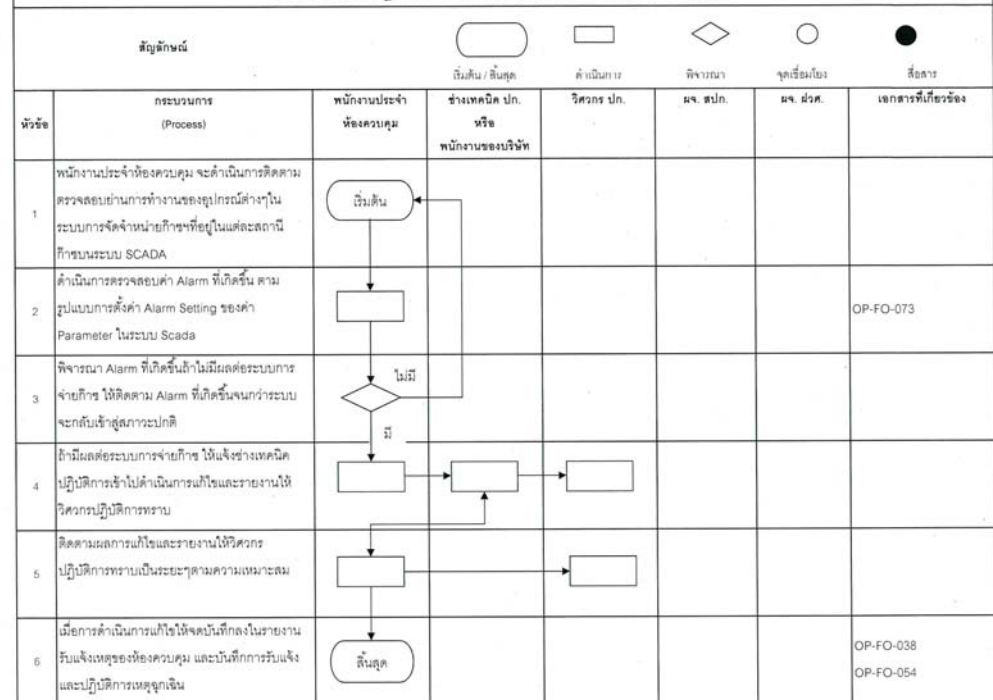 สัญลักษณ์
เริ่มต้น / สิ้นสุด
ดำเนินการ
พิจารณา
จุดเชื่อมโยง
สื่อสาร
หัวข้อ
กระบวนการ
(Process)
พนักงานประจำ
ห้องควบคุม
ช่างเทคนิค ปก.
หรือ
พนักงานของบริษัท
วิศวกร ปก.
ผจ. สปก.
ผจ. ฝวศ.
เอกสารที่เกี่ยวข้อง
1
พนักงานประจำห้องควบคุม จะดำเนินการติดตาม
ตรวจสอบย่านการทำงานของอุปกรณ์ต่างๆใน
ระบบการจัดจำหน่ายก๊าซฯที่อยู่ในแต่ละสถานี
ก๊าซบนระบบ SCADA
เริ่มต้น
2
ดำเนินการตรวจสอบค่า Alarm ที่เกิดขึ้น ตาม
รูปแบบการตั้งค่า Alarm Setting ของค่า
Parameter ในระบบ Scada
OP-FO-073
3
พิจารณา Alarm ที่เกิดขึ้นถ้าไม่มีผลต่อระบบการ
จ่ายก๊าซ ให้ติดตาม Alarm ที่เกิดขึ้นจนกว่าระบบ
จะกลับเข้าสู่สภาวะปกติ
ไม่มี
มี
4
ถ้ามีผลต่อระบบการจ่ายก๊าซ ให้แจ้งช่างเทคนิค
ปฏิบัติการเข้าไปดำเนินการแก้ไขและรายงานให้
วิศวกรปฏิบัติการทราบ
5
ติดตามผลการแก้ไขและรายงานให้วิศวกร
ปฏิบัติการทราบเป็นระยะๆตามความเหมาะสม
6
เมื่อการดำเนินการแก้ไขให้จดบันทึกลงในรายงาน
รับแจ้งเหตุของห้องควบคุม และบันทึกการรับแจ้ง
และปฏิบัติการเหตุฉุกเฉิน
สิ้นสุด
OP-FO-038
OP-FO-054